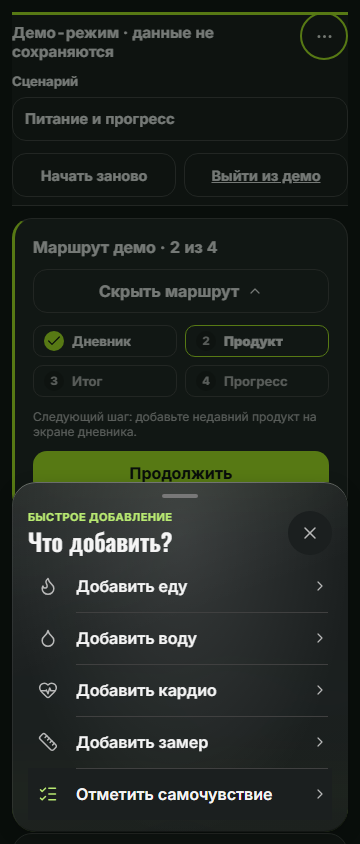 Демо-режим · данные не
сохраняются
Сценарий
Питание и прогресс
Начать заново
Выйти из демо
Маршрут демо · 2 из 4
Скрыть маршрут
Дневник
2 Продукт
3 Итог
4 Прогресс
Следующий шаг: добавьте недавний продукт на
экране дневника.
Продолжить
БЫСТРОЕ ДОБАВЛЕНИЕ
Что добавить?
Добавить еду
Добавить воду
Добавить кардио
Добавить замер
Отметить самочувствие